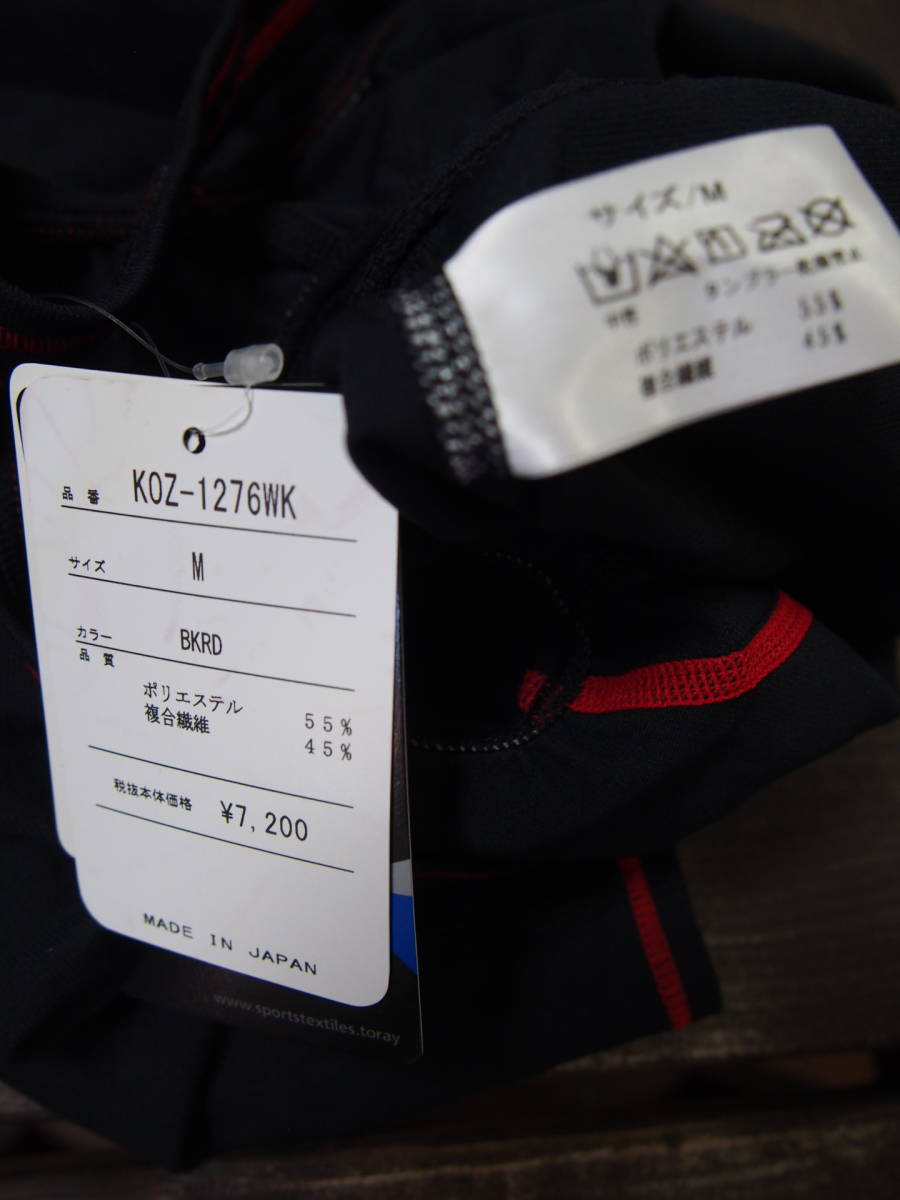 品番 KOZ-1276WK
サイズ M
カラー BKRD
品質
ポリエステル 55%
複合繊維 45%
税抜本体価格 ¥7,200
MADE IN JAPAN
www.sportstextiles.toray
サイズ/M
タンブラー乾燥禁止
ポリエステル 55%
複合繊維 45%